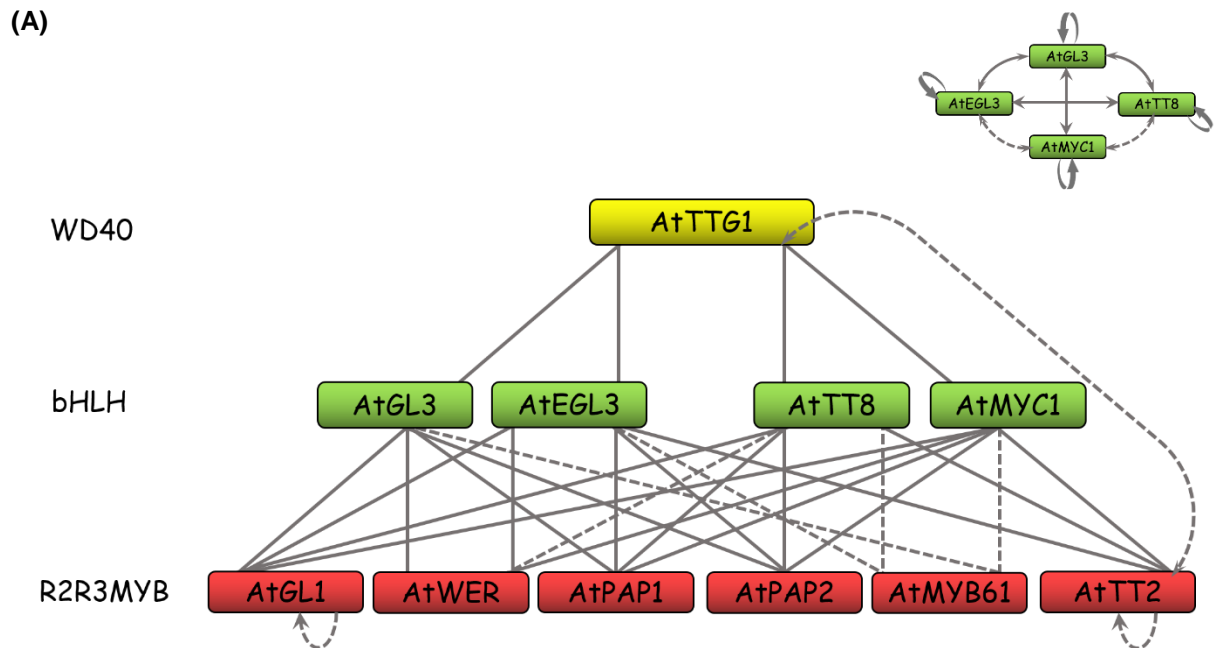 (A)
AtGL3
AtEGL3 AtTT8
AtMYC1
WD40 AtTTG1
bHLH AtGL3 AtEGL3 AtTT8 AtMYC1
R2R3MYB AtGL1 AtWER AtPAP1 AtPAP2 AtMYB61 AtTT2